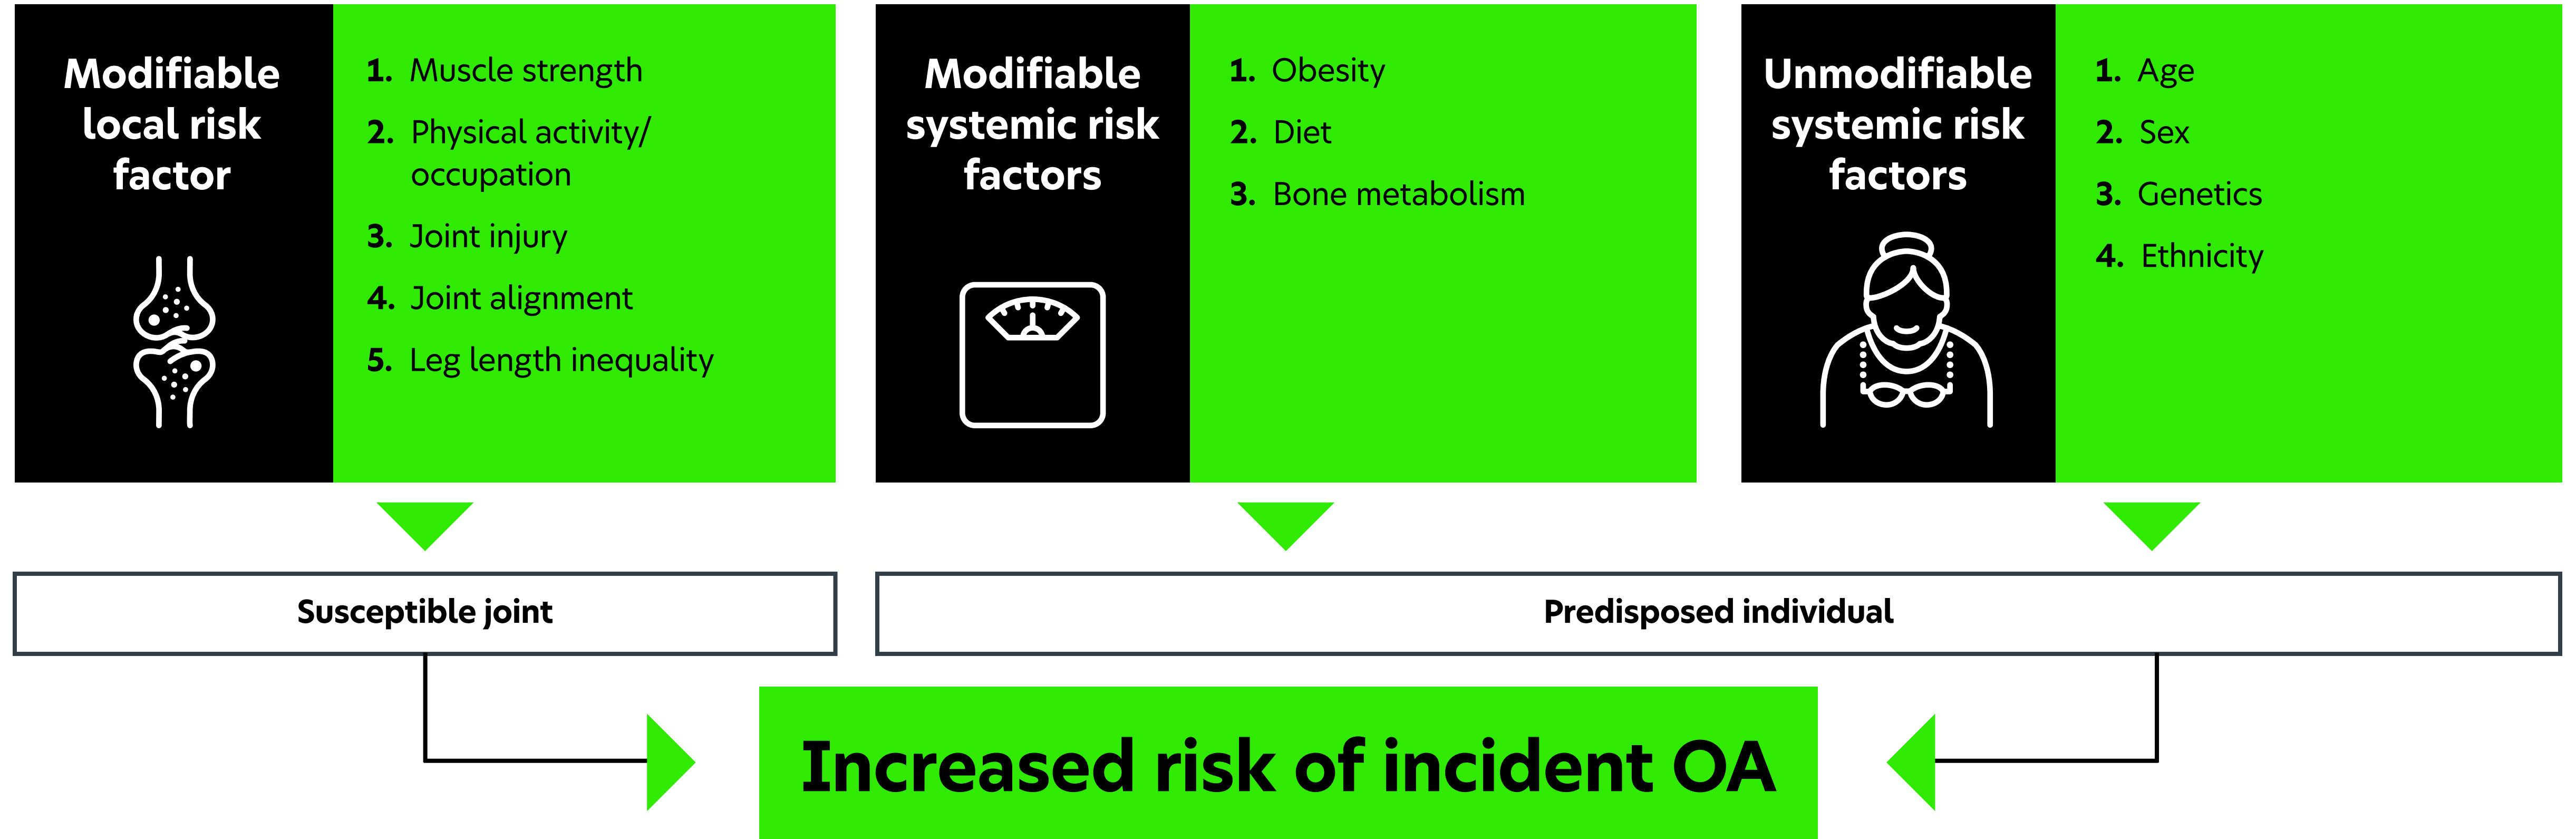 Modifiable
local risk
factor
1. Muscle strength
2. Physical activity/
occupation
3. Joint injury
4. Joint alignment
5. Leg length inequality
Modifiable
systemic risk
factors
1. Obesity
2. Diet
3. Bone metabolism
Unmodifiable
systemic risk
factors
1. Age
2. Sex
3. Genetics
4. Ethnicity
Susceptible joint
Predisposed individual
Increased risk of incident OA